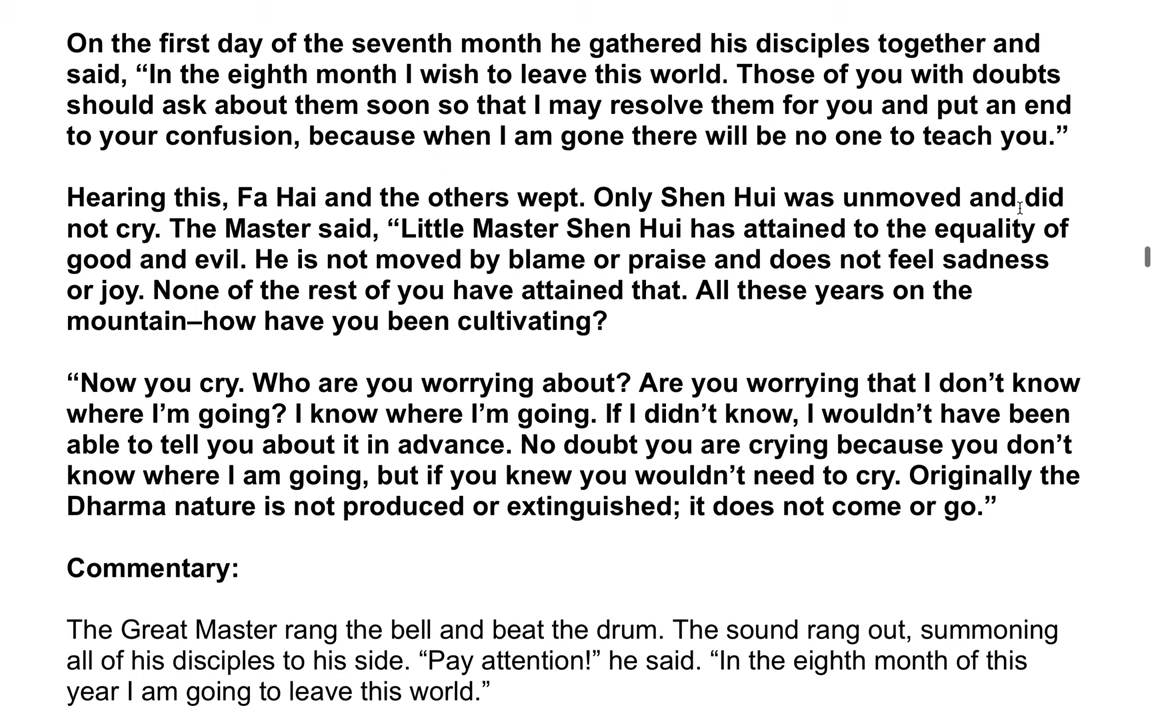 On the first day of the seventh month he gathered his disciples together and
said, “In the eighth month I wish to leave this world. Those of you with doubts
should ask about them soon so that I may resolve them for you and put an end
to your confusion, because when I am gone there will be no one to teach you.”
Hearing this, Fa Hai and the others wept. Only Shen Hui was unmoved and did
not cry. The Master said, “Little Master Shen Hui has attained to the equality of
good and evil. He is not moved by blame or praise and does not feel sadness
or joy. None of the rest of you have attained that. All these years on the
mountain–how have you been cultivating?
“Now you cry. Who are you worrying about? Are you worrying that I don’t know
where I’m going? I know where I’m going. If I didn’t know, I wouldn’t have been
able to tell you about it in advance. No doubt you are crying because you don’t
know where I am going, but if you knew you wouldn’t need to cry. Originally the
Dharma nature is not produced or extinguished; it does not come or go.”
Commentary:
The Great Master rang the bell and beat the drum. The sound rang out, summoning
all of his disciples to his side. “Pay attention!” he said. “In the eighth month of this
year I am going to leave this world.”